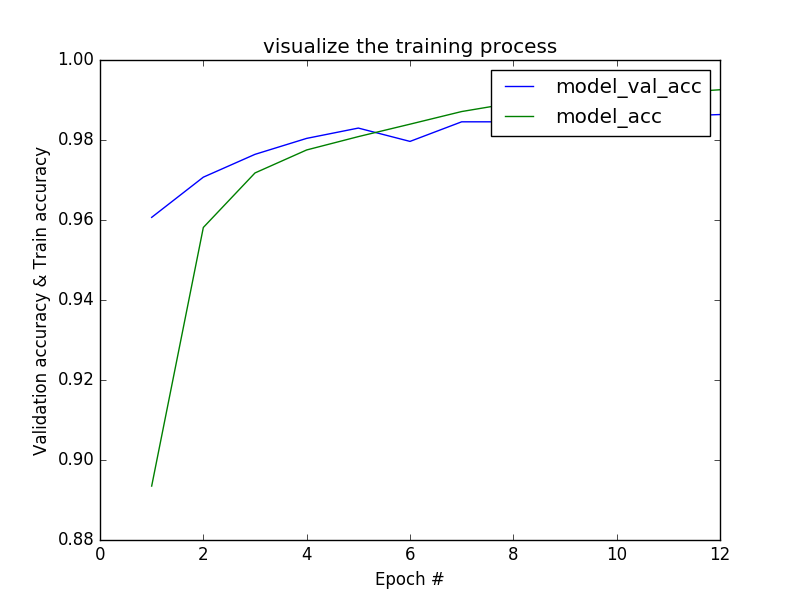 visualize the training process
model_val_acc
model_acc
Validation accuracy & Train accuracy
1.00
0.98
0.96
0.94
0.92
0.90
0.88
0 2 4 6 8 10 12
Epoch #